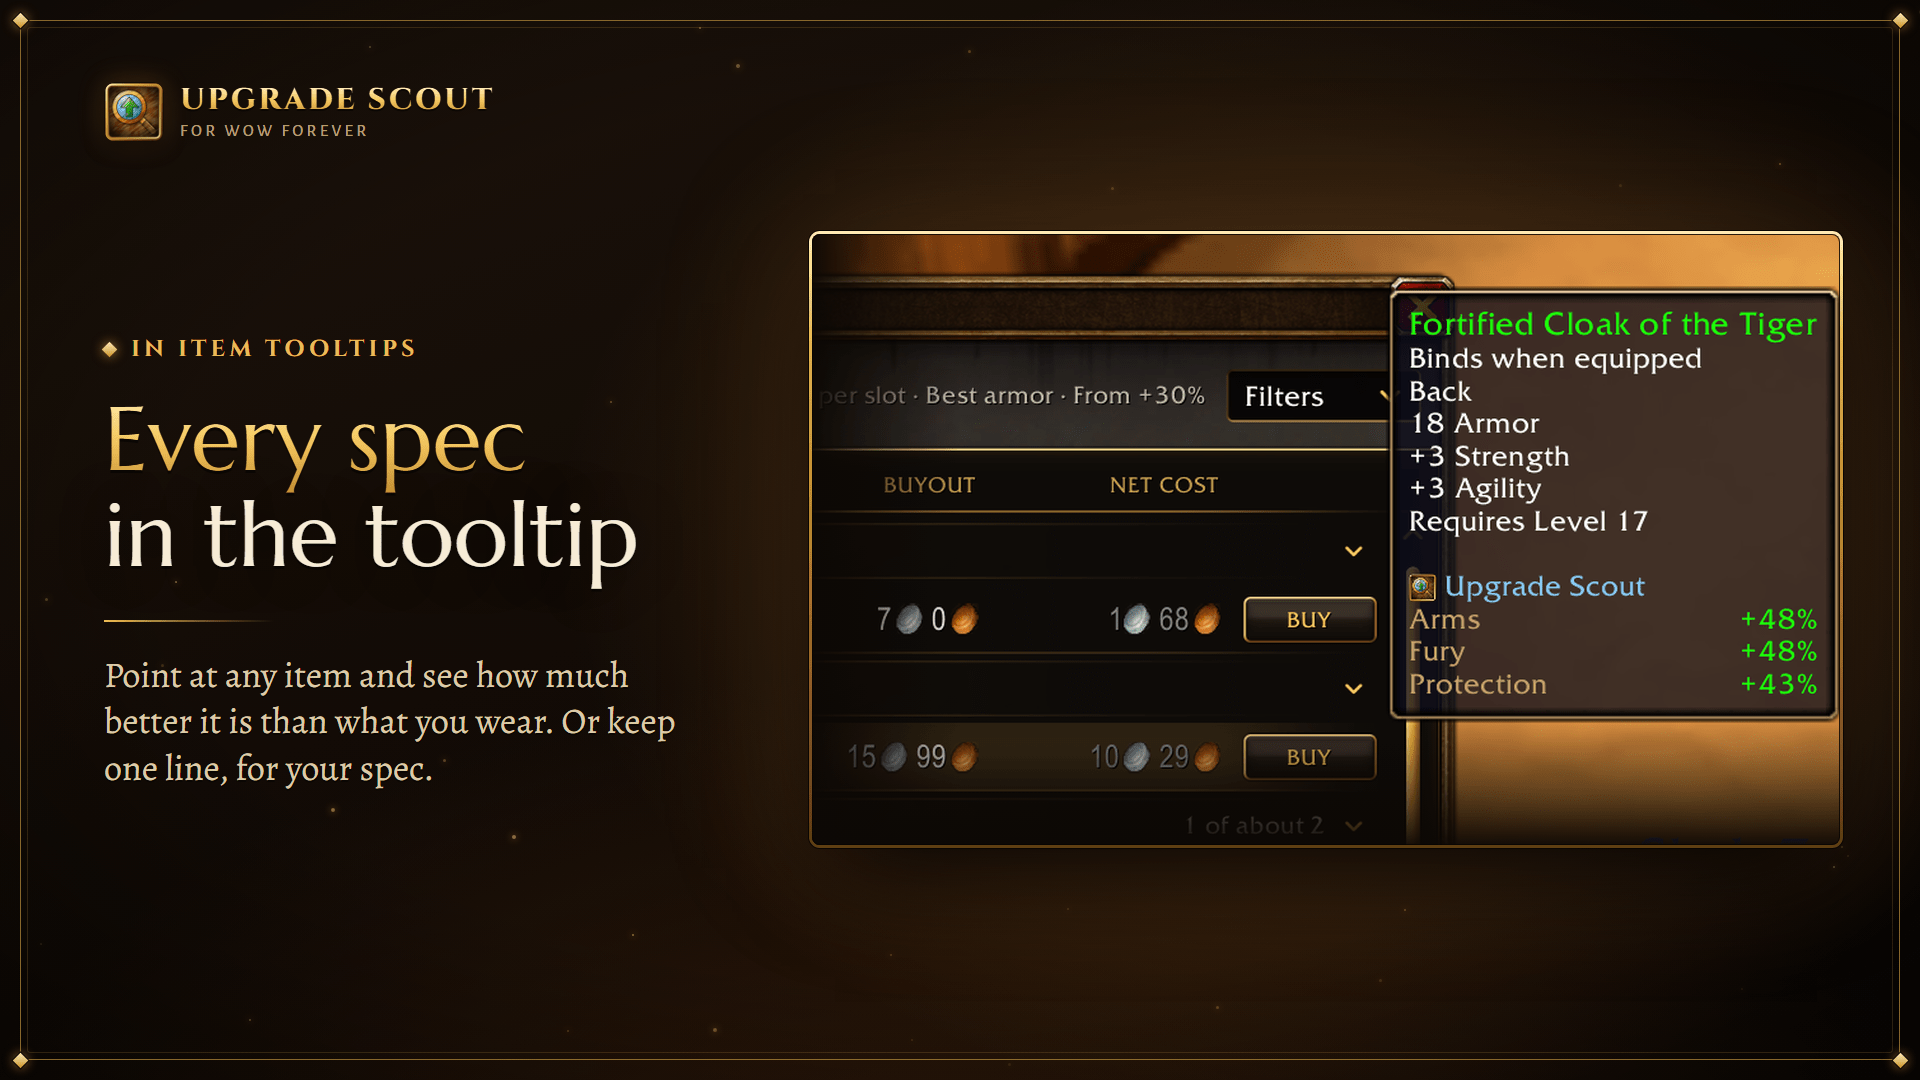 UPGRADE SCOUT
FOR WOW FOREVER
IN ITEM TOOLTIPS
Every spec
in the tooltip
Point at any item and see how much
better it is than what you wear. Or keep
one line, for your spec.
per slot · Best armor · From +30%
Filters
BUYOUT NET COST
7 0 1 68 BUY
15 99 10 29 BUY
1 of about 2
Fortified Cloak of the Tiger
Binds when equipped
Back
18 Armor
+3 Strength
+3 Agility
Requires Level 17
Upgrade Scout
Arms +48%
Fury +48%
Protection +43%